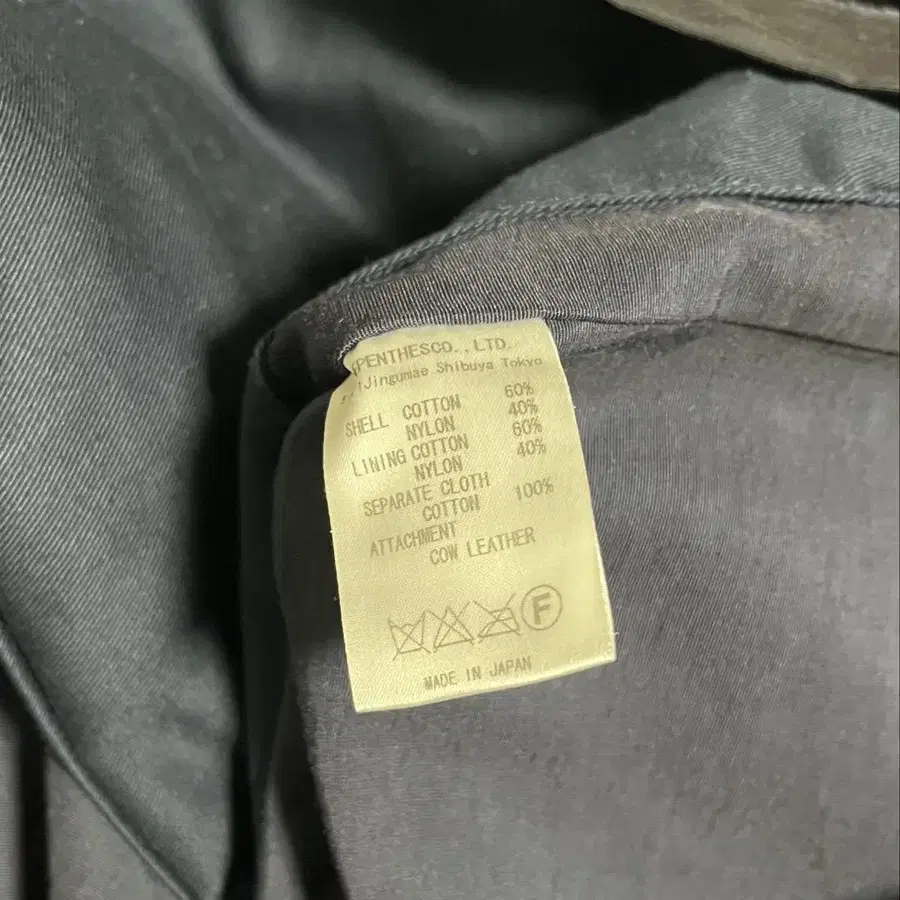 PENTHESCO.,LTD.
1Jingumae Shibuya Tokyo
SHELL COTTON 60%
NYLON 40%
LINING COTTON 60%
NYLON 40%
SEPARATE CLOTH
COTTON 100%
ATTACHMENT
COW LEATHER
F
MADE IN JAPAN